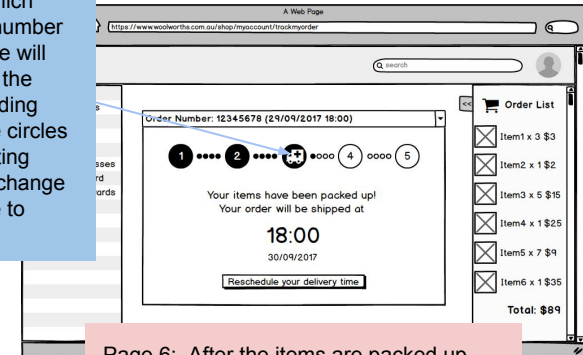 A Web Page
https://www.woolworths.com.au/shop/myaccount/trackmyorder
search
number
e will
the
ding
circles
ting
change
to
Order Number: 12345678 (29/09/2017 18:00)
1 2 4 5
Your items have been packed up!
Your order will be shipped at
18:00
30/09/2017
Reschedule your delivery time
<<
Order List
Item1 x 3 $3
Item2 x 1 $2
Item3 x 5 $15
Item4 x 1 $25
Item5 x 7 $9
Item6 x 1 $35
Total: $89
Page 6: After the items are packed up